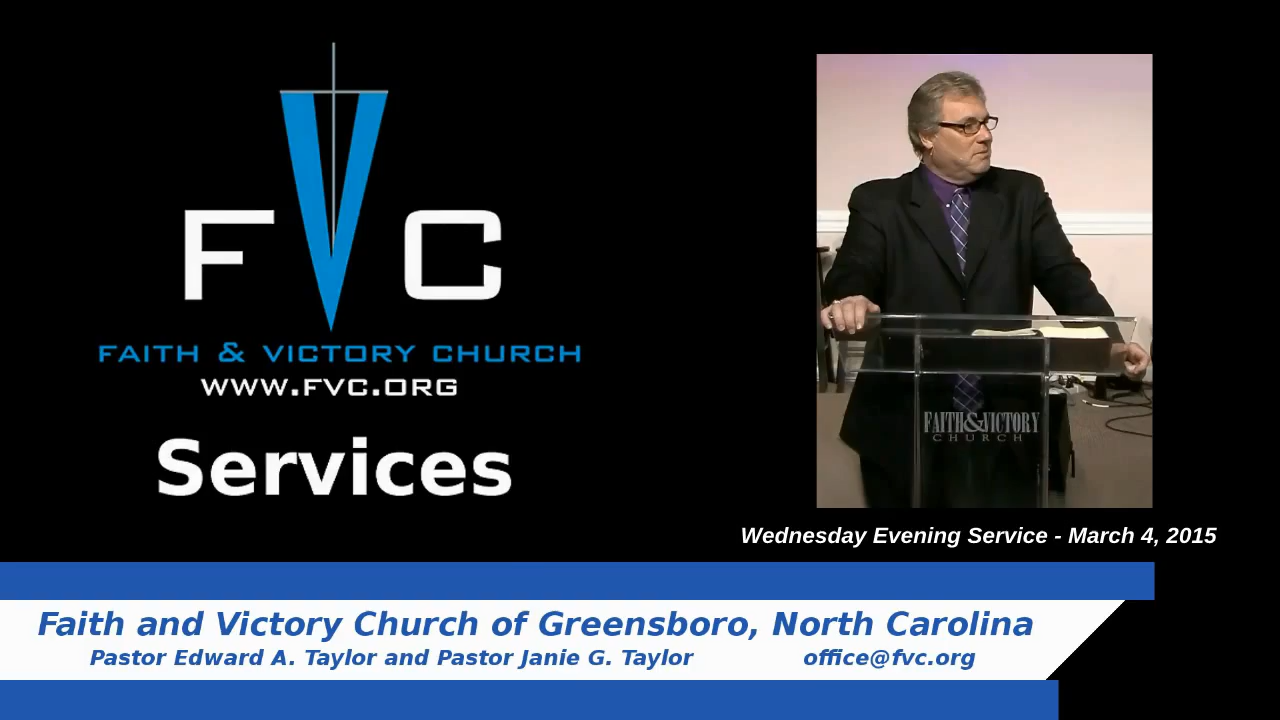 F V C
FAITH & VICTORY CHURCH
WWW.FVC.ORG
Services
FAITH&VICTORY
CHURCH
Wednesday Evening Service - March 4, 2015
Faith and Victory Church of Greensboro, North Carolina
Pastor Edward A. Taylor and Pastor Janie G. Taylor office@fvc.org